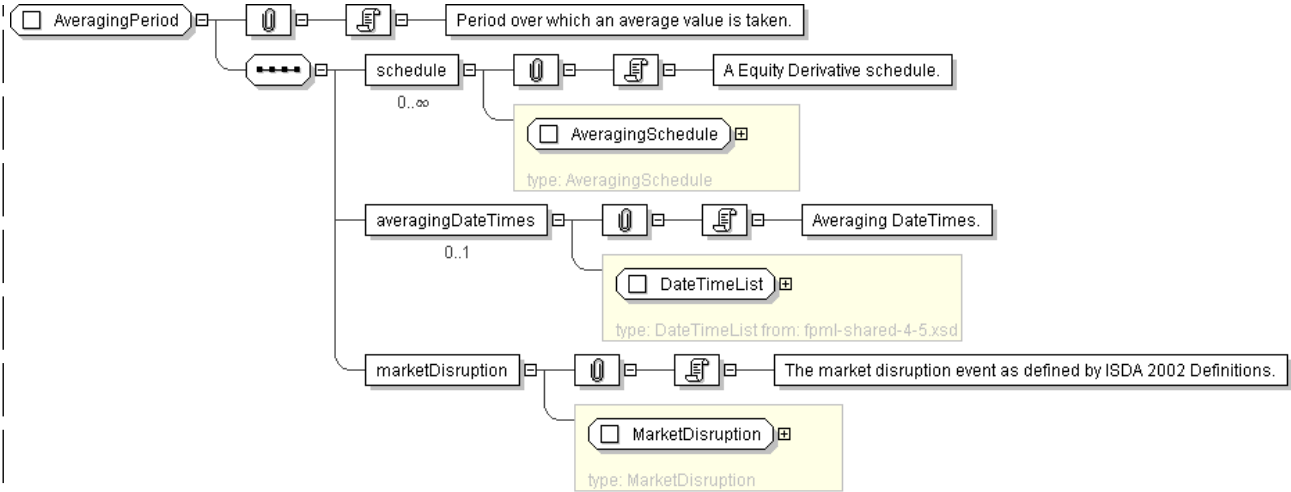 AveragingPeriod Period over which an average value is taken.
schedule A Equity Derivative schedule.
0..∞
AveragingSchedule
type: AveragingSchedule
averagingDateTimes Averaging DateTimes.
0..1
DateTimeList
type: DateTimeList from: fpml-shared-4-5.xsd
marketDisruption The market disruption event as defined by ISDA 2002 Definitions.
MarketDisruption
type: MarketDisruption